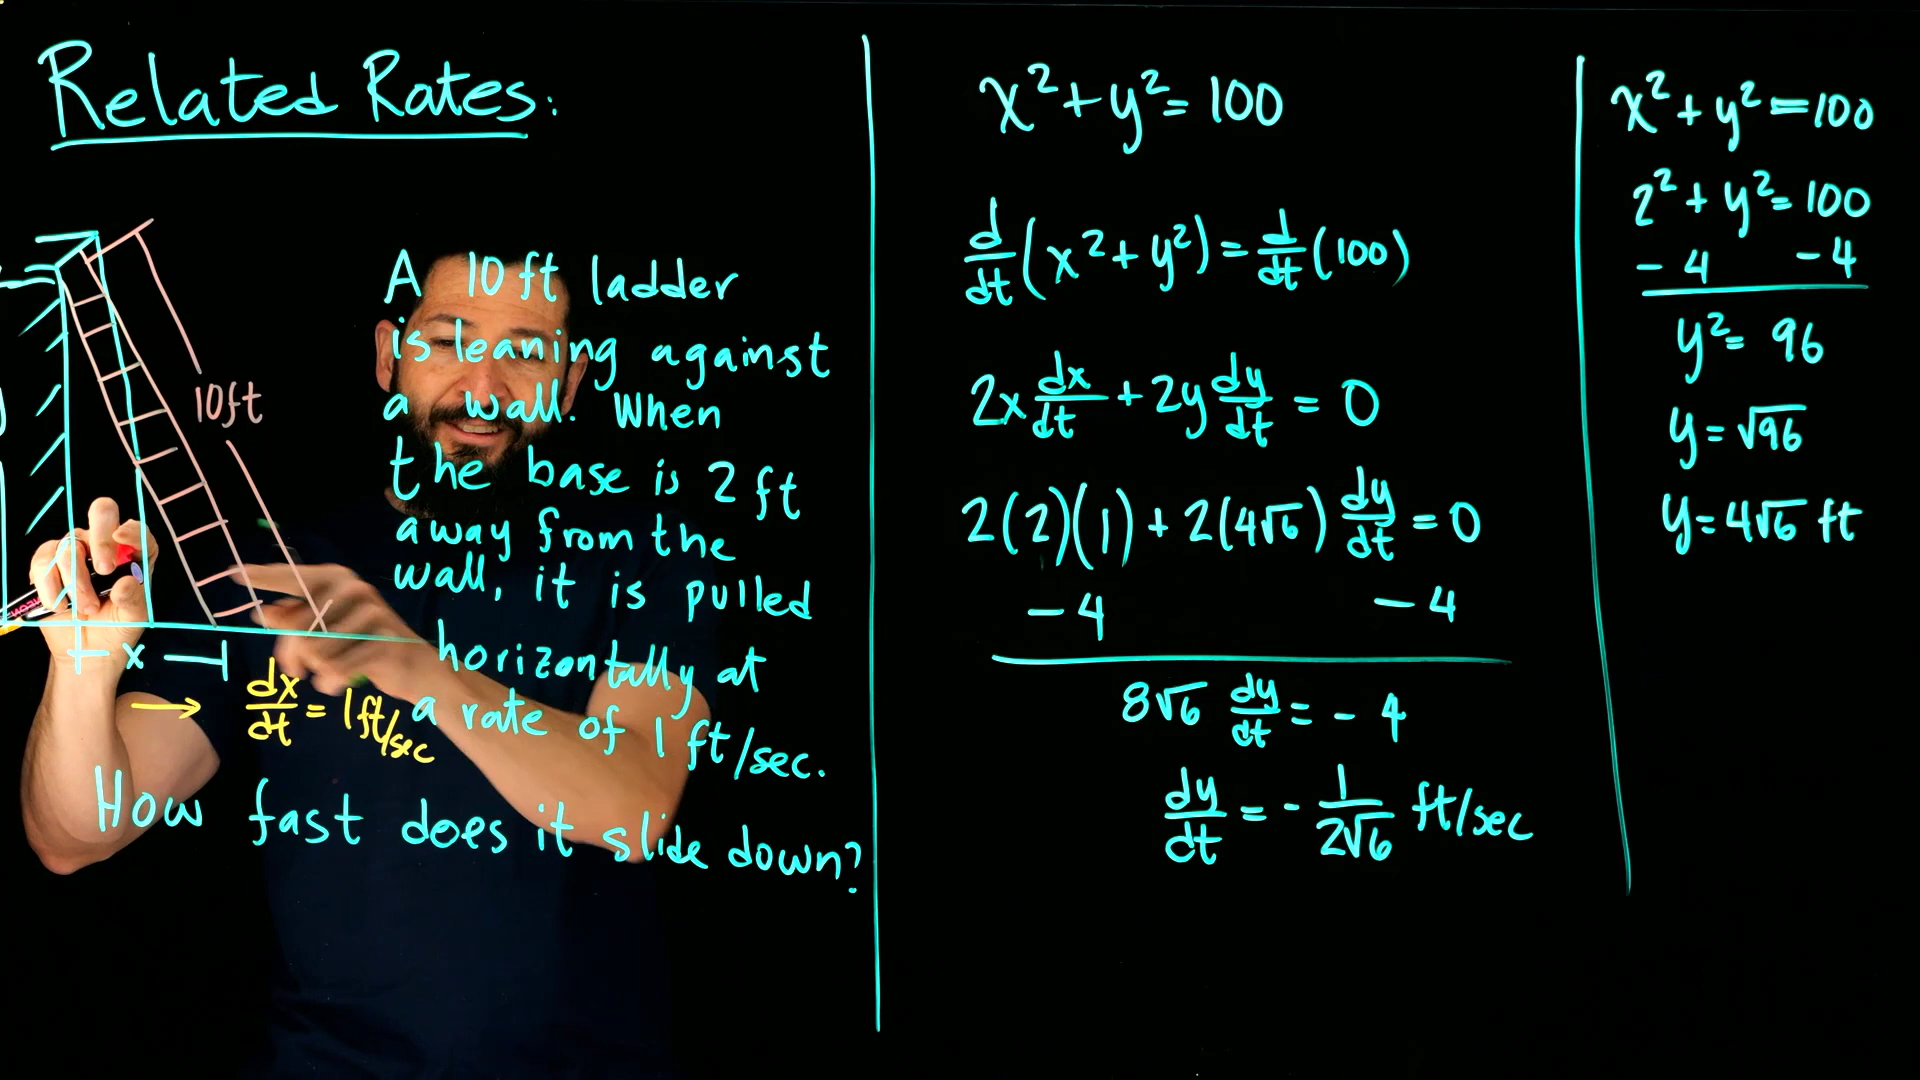 Related Rates:
10ft
x
→ dx/dt = 1ft/sec
A 10ft ladder
is leaning against
a wall. When
the base is 2 ft
away from the
wall, it is pulled
horizontally at
a rate of 1 ft/sec.
How fast does it slide down?
x² + y² = 100
d/dt (x² + y²) = d/dt (100)
2x dx/dt + 2y dy/dt = 0
2(2)(1) + 2(4√6) dy/dt = 0
- 4 - 4
8√6 dy/dt = - 4
dy/dt = - 1/2√6 ft/sec
x² + y² = 100
2² + y² = 100
- 4 - 4
y² = 96
y = √96
y = 4√6 ft